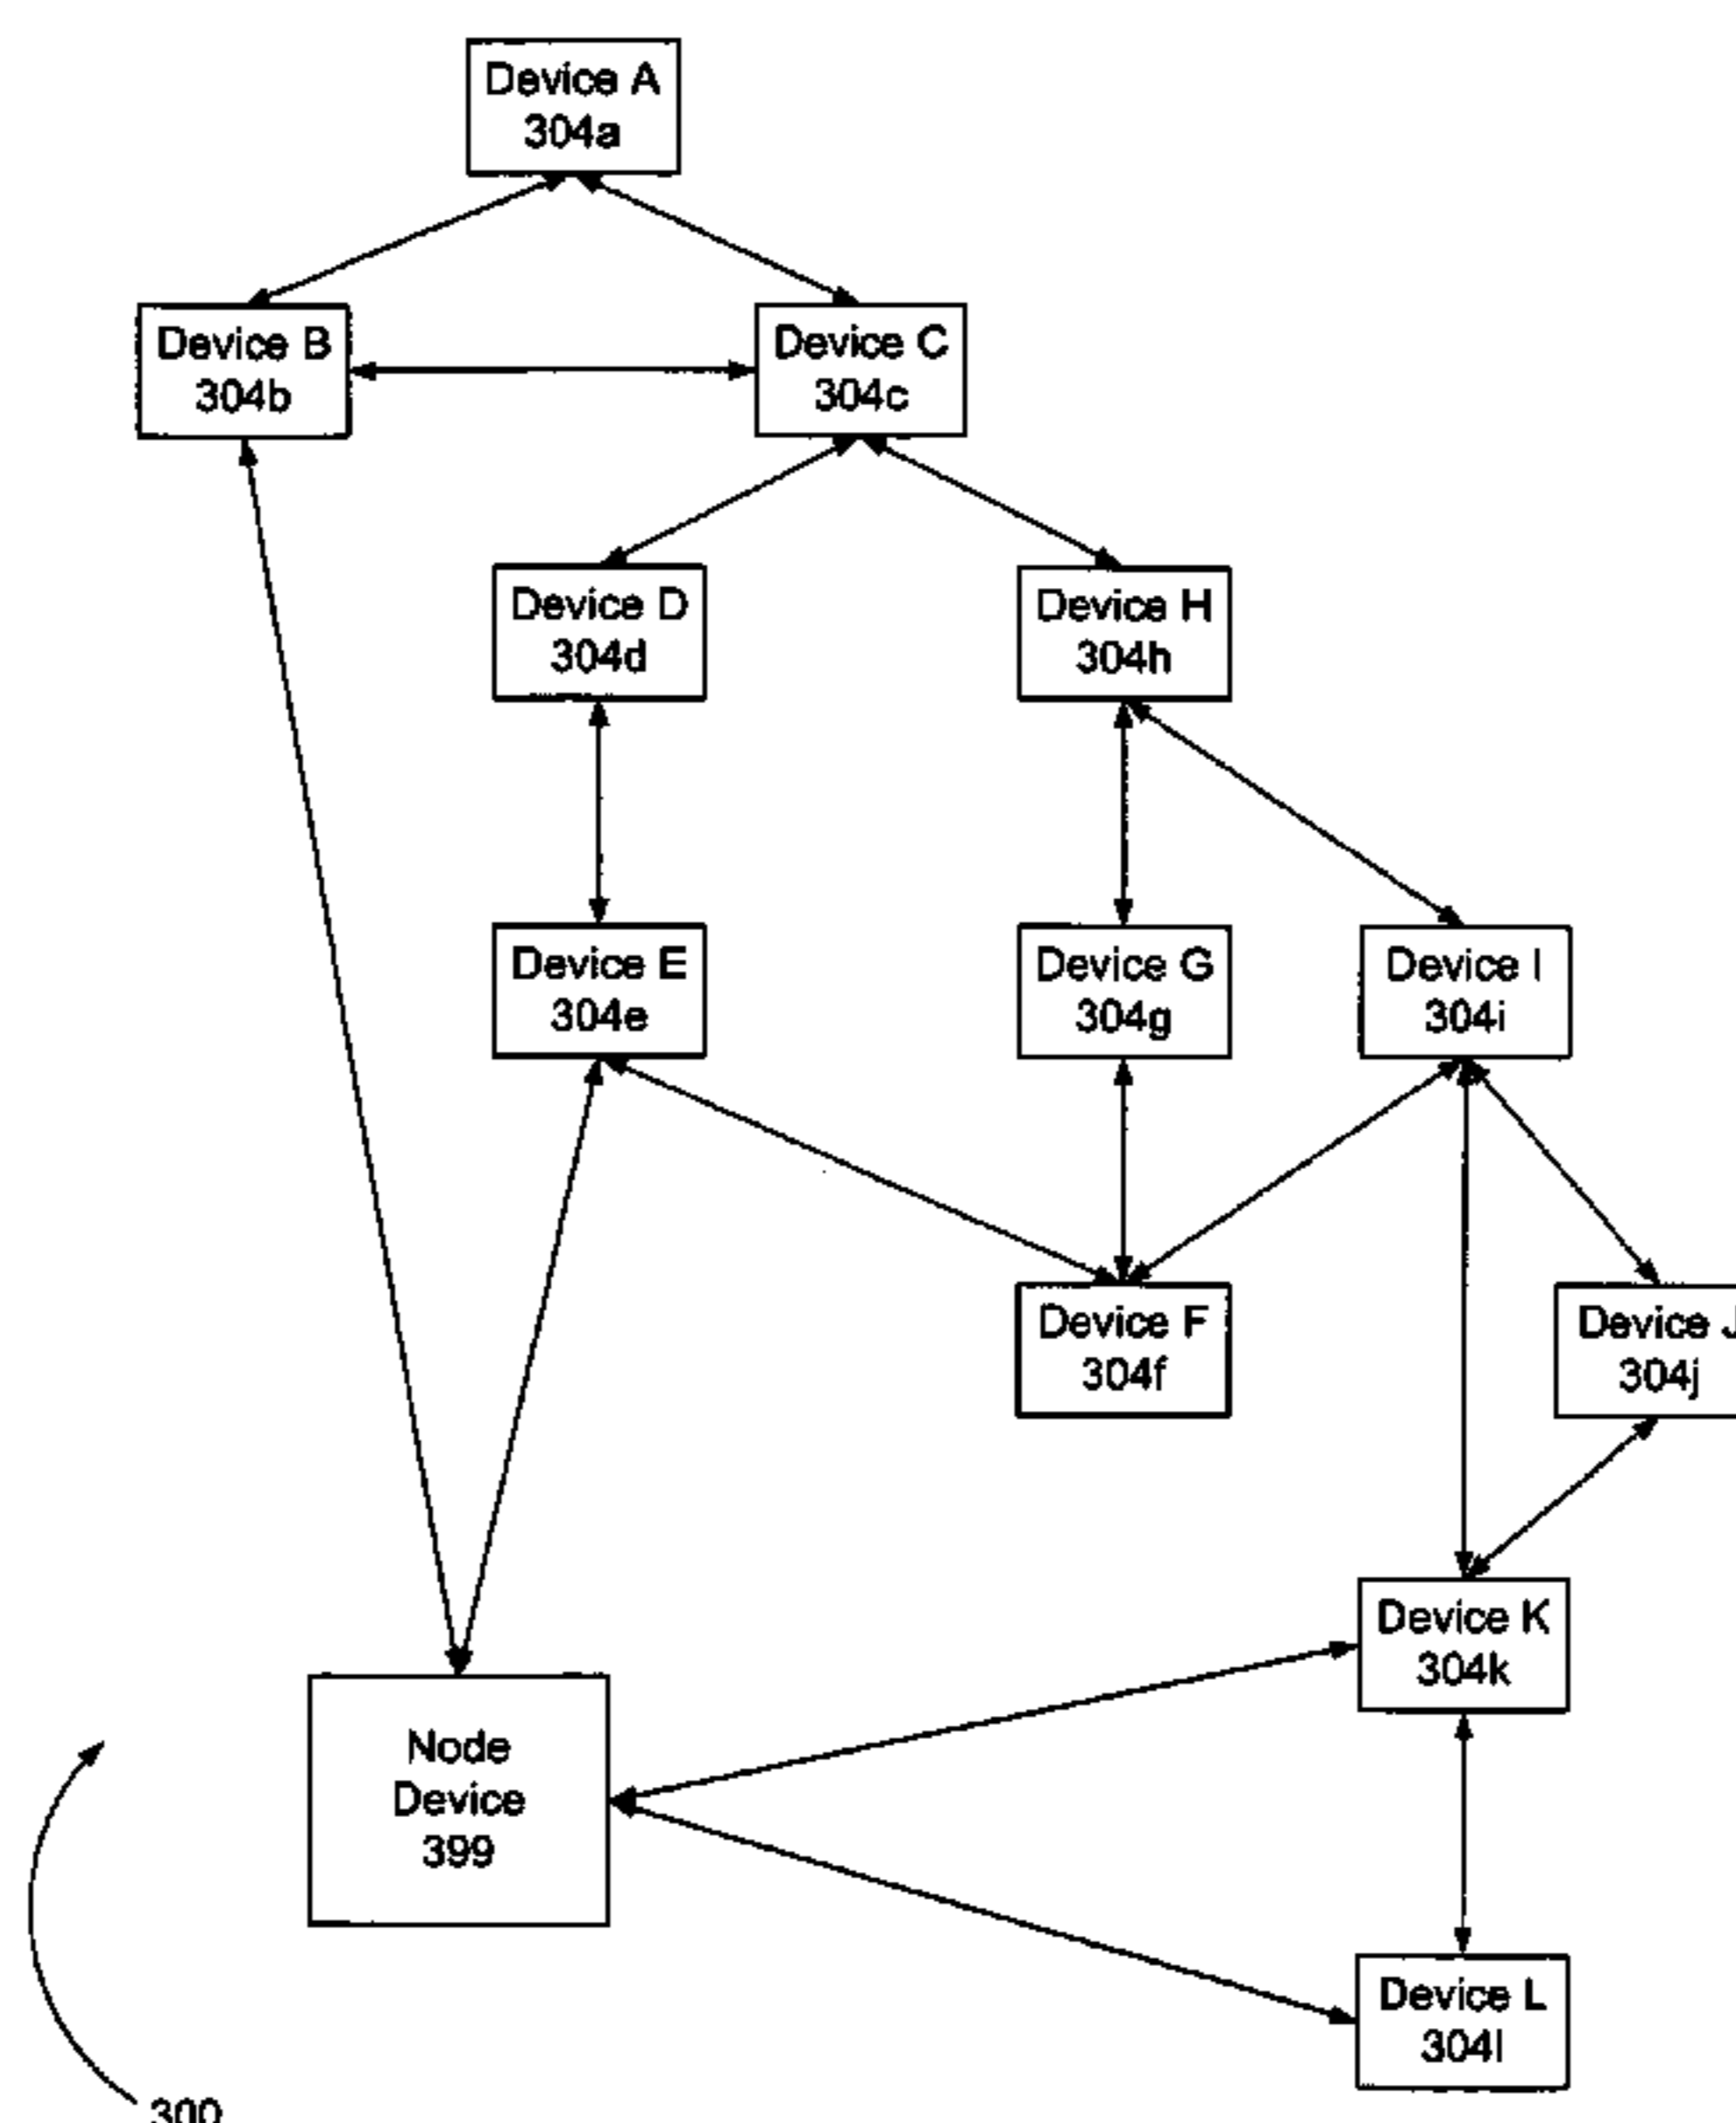 Device A
304a
Device B
304b
Device C
304c
Device D
304d
Device H
304h
Device E
304e
Device G
304g
Device I
304i
Device F
304f
Device J
304j
Device K
304k
Node
Device
399
Device L
304l
300